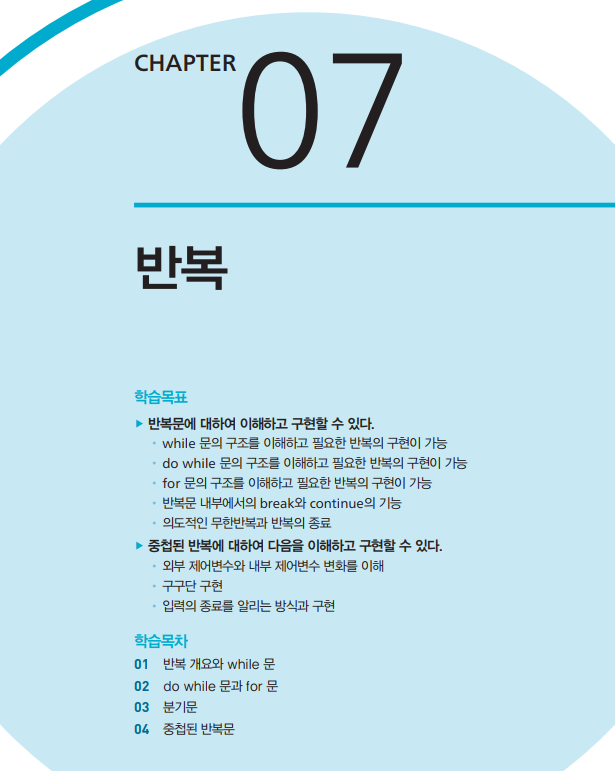 CHAPTER 07
반복
학습목표
▶ 반복문에 대하여 이해하고 구현할 수 있다.
• while 문의 구조를 이해하고 필요한 반복의 구현이 가능
• do while 문의 구조를 이해하고 필요한 반복의 구현이 가능
• for 문의 구조를 이해하고 필요한 반복의 구현이 가능
• 반복문 내부에서의 break와 continue의 기능
• 의도적인 무한반복과 반복의 종료
▶ 중첩된 반복에 대하여 다음을 이해하고 구현할 수 있다.
• 외부 제어변수와 내부 제어변수 변화를 이해
• 구구단 구현
• 입력의 종료를 알리는 방식과 구현
학습목차
01 반복 개요와 while 문
02 do while 문과 for 문
03 분기문
04 중첩된 반복문